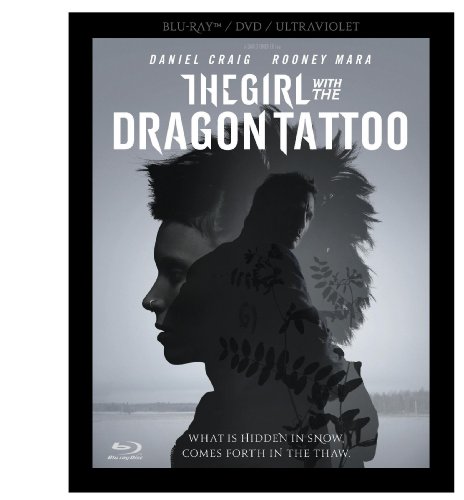 BLU-RAY™ / DVD / ULTRAVIOLET
DANIEL CRAIG ROONEY MARA
THE GIRL WITH THE
DRAGON TATTOO
WHAT IS HIDDEN IN SNOW,
COMES FORTH IN THE THAW.
Blu-ray Disc